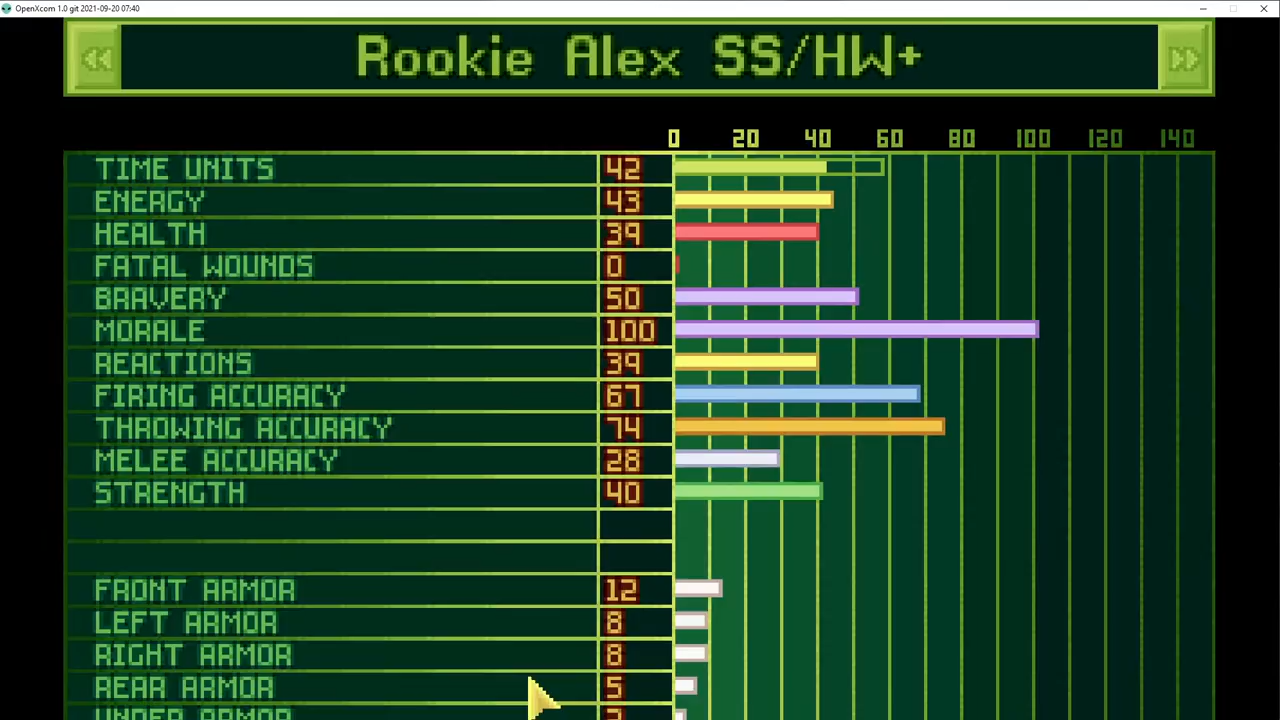 OpenXcom 1.0 git 2021-09-20 07:40
Rookie Alex SS/HW+
0 20 40 60 80 100 120 140
TIME UNITS 42
ENERGY 43
HEALTH 39
FATAL WOUNDS 0
BRAVERY 50
MORALE 100
REACTIONS 39
FIRING ACCURACY 67
THROWING ACCURACY 74
MELEE ACCURACY 28
STRENGTH 40
FRONT ARMOR 12
LEFT ARMOR 8
RIGHT ARMOR 8
REAR ARMOR 5
UNDER ARMOR